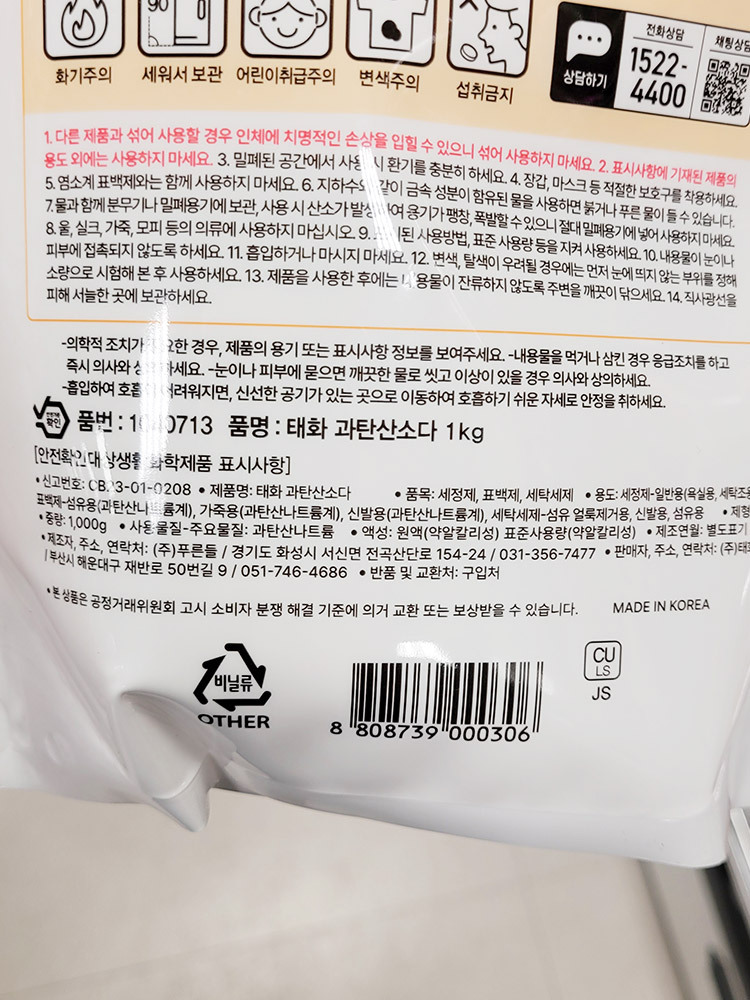 90
화기주의 세워서 보관 어린이취급주의 변색주의 섭취금지
상담하기
전화상담
1522-
4400
채팅상담
1. 다른 제품과 섞어 사용할 경우 인체에 치명적인 손상을 입힐 수 있으니 섞어 사용하지 마세요. 2. 표시사항에 기재된 제품의
용도 외에는 사용하지 마세요. 3. 밀폐된 공간에서 사용 시 환기를 충분히 하세요. 4. 장갑, 마스크 등 적절한 보호구를 착용하세요.
5. 염소계 표백제와는 함께 사용하지 마세요. 6. 지하수와 같이 금속 성분이 함유된 물을 사용하면 붉거나 푸른 물이 들 수 있습니다.
7. 물과 함께 분무기나 밀폐용기에 보관, 사용 시 산소가 발생하여 용기가 팽창, 폭발할 수 있으니 절대 밀폐용기에 넣어 사용하지 마세요.
8. 울, 실크, 가죽, 모피 등의 의류에 사용하지 마십시오. 9. 표시된 사용방법, 표준 사용량 등을 지켜 사용하세요. 10. 내용물이 눈이나
피부에 접촉되지 않도록 하세요. 11. 흡입하거나 마시지 마세요. 12. 변색, 탈색이 우려될 경우에는 먼저 눈에 띄지 않는 부위를 정해
소량으로 시험해 본 후 사용하세요. 13. 제품을 사용한 후에는 내용물이 잔류하지 않도록 주변을 깨끗이 닦으세요. 14. 직사광선을
피해 서늘한 곳에 보관하세요.
-의학적 조치가 필요한 경우, 제품의 용기 또는 표시사항 정보를 보여주세요. -내용물을 먹거나 삼킨 경우 응급조치를 하고
즉시 의사와 상의하세요. -눈이나 피부에 묻으면 깨끗한 물로 씻고 이상이 있을 경우 의사와 상의하세요.
-흡입하여 호흡이 어려워지면, 신선한 공기가 있는 곳으로 이동하여 호흡하기 쉬운 자세로 안정을 취하세요.
확인 품번 : 1040713 품명 : 태화 과탄산소다 1kg
[안전확인대상생활화학제품 표시사항]
• 신고번호: CB23-01-0208 • 제품명: 태화 과탄산소다 • 품목: 세정제, 표백제, 세탁세제 • 용도: 세정제-일반용(욕실용, 세탁조용
표백제-섬유용(과탄산나트륨계), 가죽용(과탄산나트륨계), 신발용(과탄산나트륨계), 세탁세제-섬유 얼룩제거용, 신발용, 섬유용 • 제형
• 중량: 1,000g • 사용물질-주요물질: 과탄산나트륨 • 액성: 원액(약알칼리성) 표준사용량(약알칼리성) • 제조연월: 별도표기
• 제조자, 주소, 연락처: (주)푸른들 / 경기도 화성시 서신면 전곡산단로 154-24 / 031-356-7477 • 판매자, 주소, 연락처: (주)태화
/ 부산시 해운대구 재반로 50번길 9 / 051-746-4686 • 반품 및 교환처: 구입처
• 본 상품은 공정거래위원회 고시 소비자 분쟁 해결 기준에 의거 교환 또는 보상받을 수 있습니다. MADE IN KOREA
비닐류
OTHER
8 808739 000306
CU
LS
JS